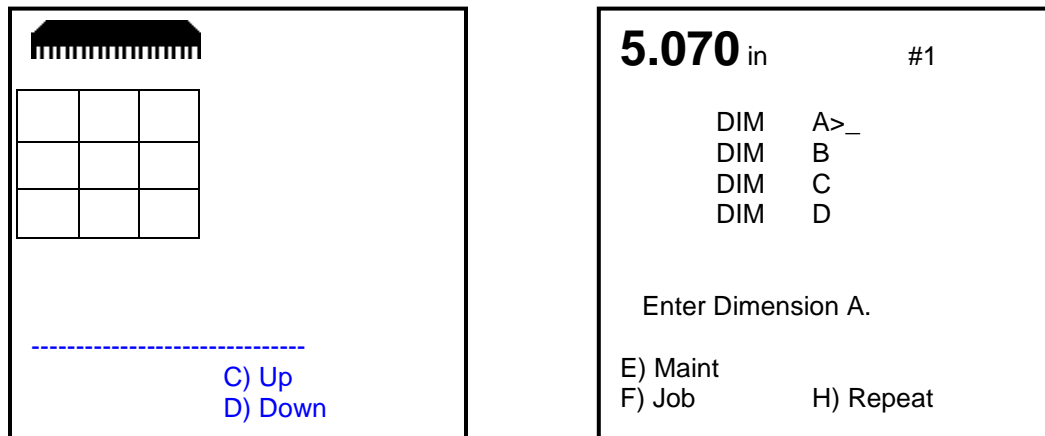 ------------------------------
C) Up
D) Down
5.070 in #1
DIM A>_
DIM B
DIM C
DIM D
Enter Dimension A.
E) Maint
F) Job H) Repeat